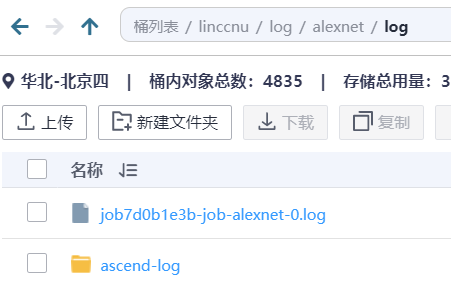 桶列表 / linccnu / log / alexnet / log
华北-北京四 | 桶内对象总数：4835 | 存储总用量：3
上传 新建文件夹 下载 复制
名称
job7d0b1e3b-job-alexnet-0.log
ascend-log